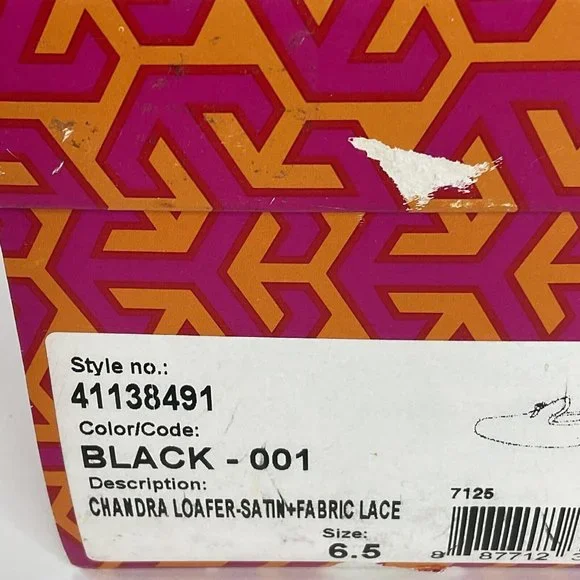 Style no.:
41138491
Color/Code:
BLACK - 001
Description:
CHANDRA LOAFER-SATIN+FABRIC LACE
Size:
6.5
7125
8 87712